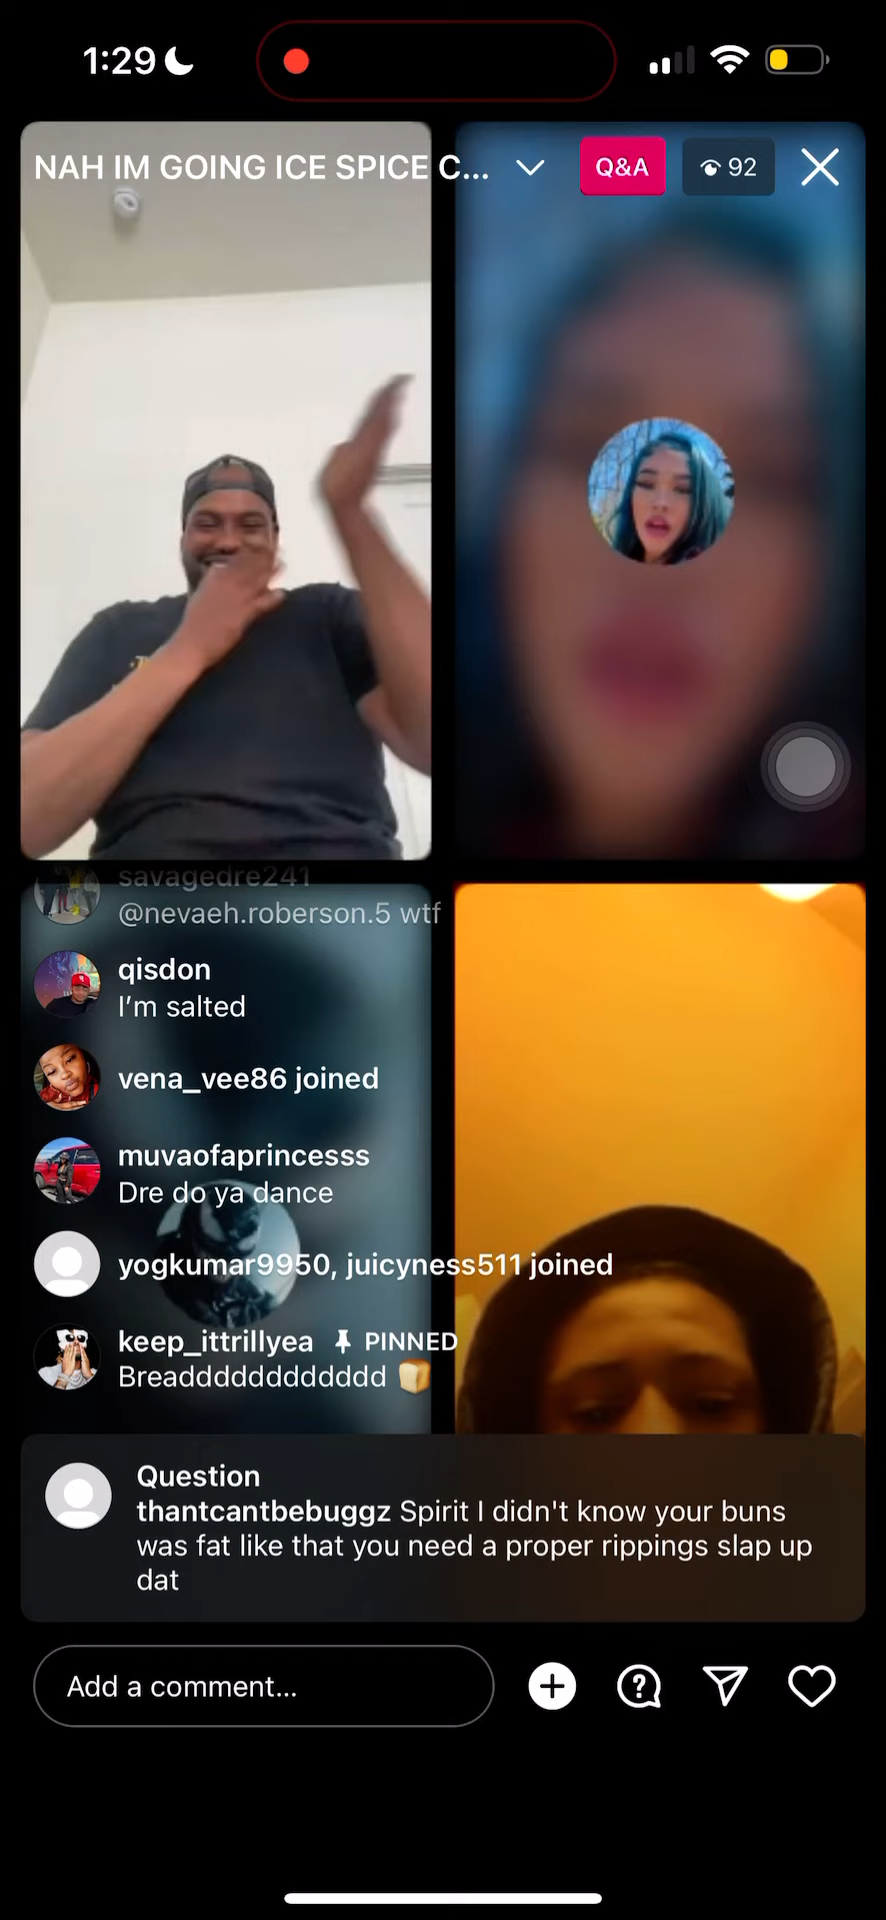 1:29
NAH IM GOING ICE SPICE C...
Q&A
92
savagedre241
@nevaeh.roberson.5 wtf
qisdon
I’m salted
vena_vee86 joined
muvaofaprincesss
Dre do ya dance
yogkumar9950, juicyness511 joined
keep_ittrillyea PINNED
Breadddddddddddd 🍞
Question
thantcantbebuggz Spirit I didn't know your buns
was fat like that you need a proper rippings slap up
dat
Add a comment...